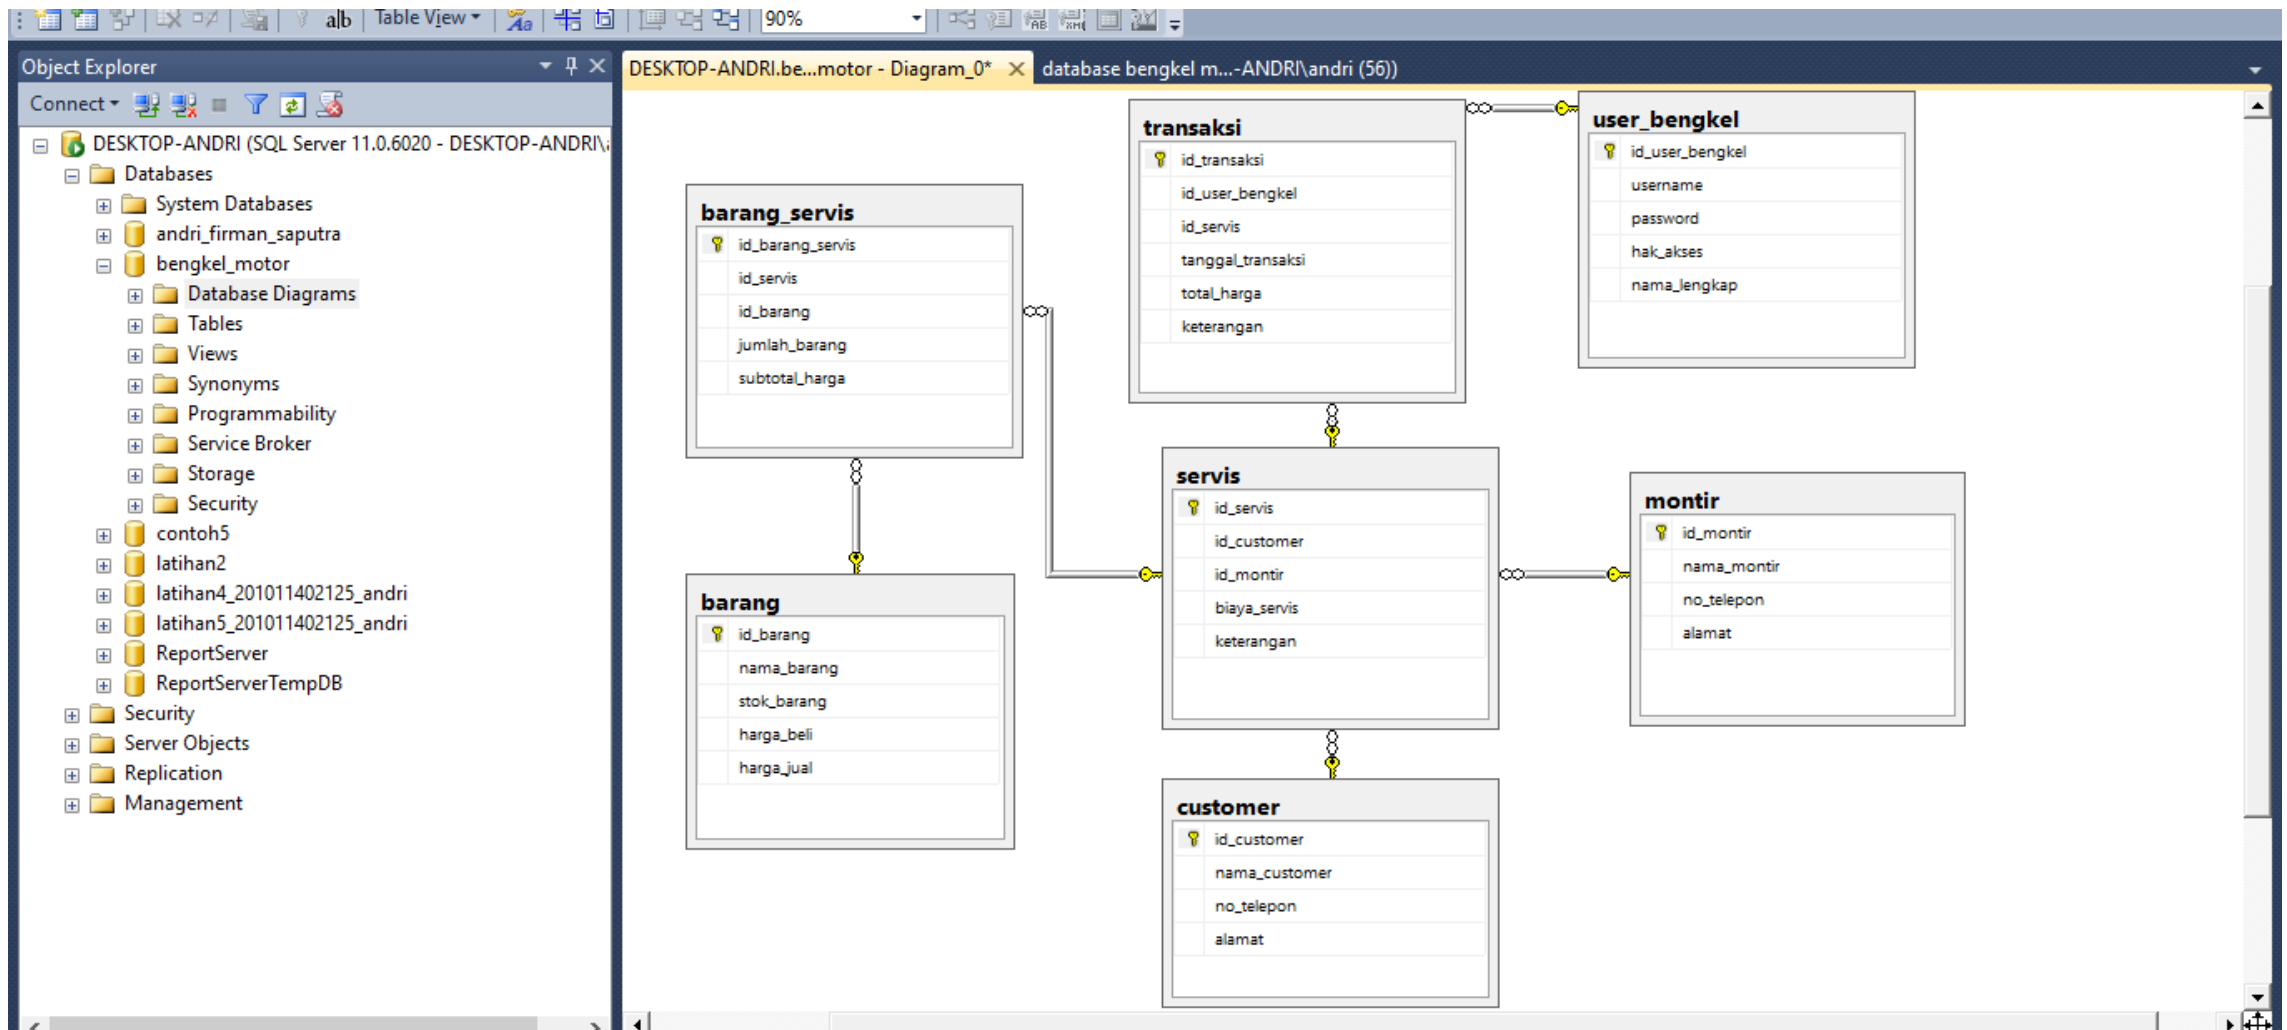 a|b Table View 90%
Object Explorer
Connect
DESKTOP-ANDRI (SQL Server 11.0.6020 - DESKTOP-ANDRI\
Databases
System Databases
andri_firman_saputra
bengkel_motor
Database Diagrams
Tables
Views
Synonyms
Programmability
Service Broker
Storage
Security
contoh5
latihan2
latihan4_201011402125_andri
latihan5_201011402125_andri
ReportServer
ReportServerTempDB
Security
Server Objects
Replication
Management
DESKTOP-ANDRI.be...motor - Diagram_0*
database bengkel m...-ANDRI\andri (56))
barang_servis
id_barang_servis
id_servis
id_barang
jumlah_barang
subtotal_harga
barang
id_barang
nama_barang
stok_barang
harga_beli
harga_jual
transaksi
id_transaksi
id_user_bengkel
id_servis
tanggal_transaksi
total_harga
keterangan
servis
id_servis
id_customer
id_montir
biaya_servis
keterangan
customer
id_customer
nama_customer
no_telepon
alamat
user_bengkel
id_user_bengkel
username
password
hak_akses
nama_lengkap
montir
id_montir
nama_montir
no_telepon
alamat